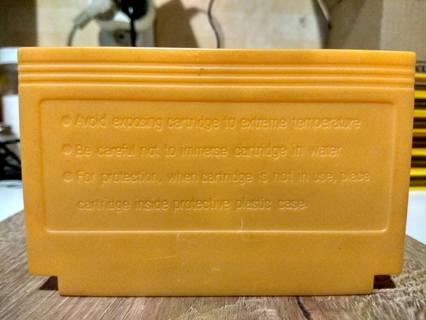 ● Avoid exposing cartridge to extreme temperature
● Be careful not to immerse cartridge in water
● For protection, when cartridge is not in use, place
cartridge inside protective plastic case.